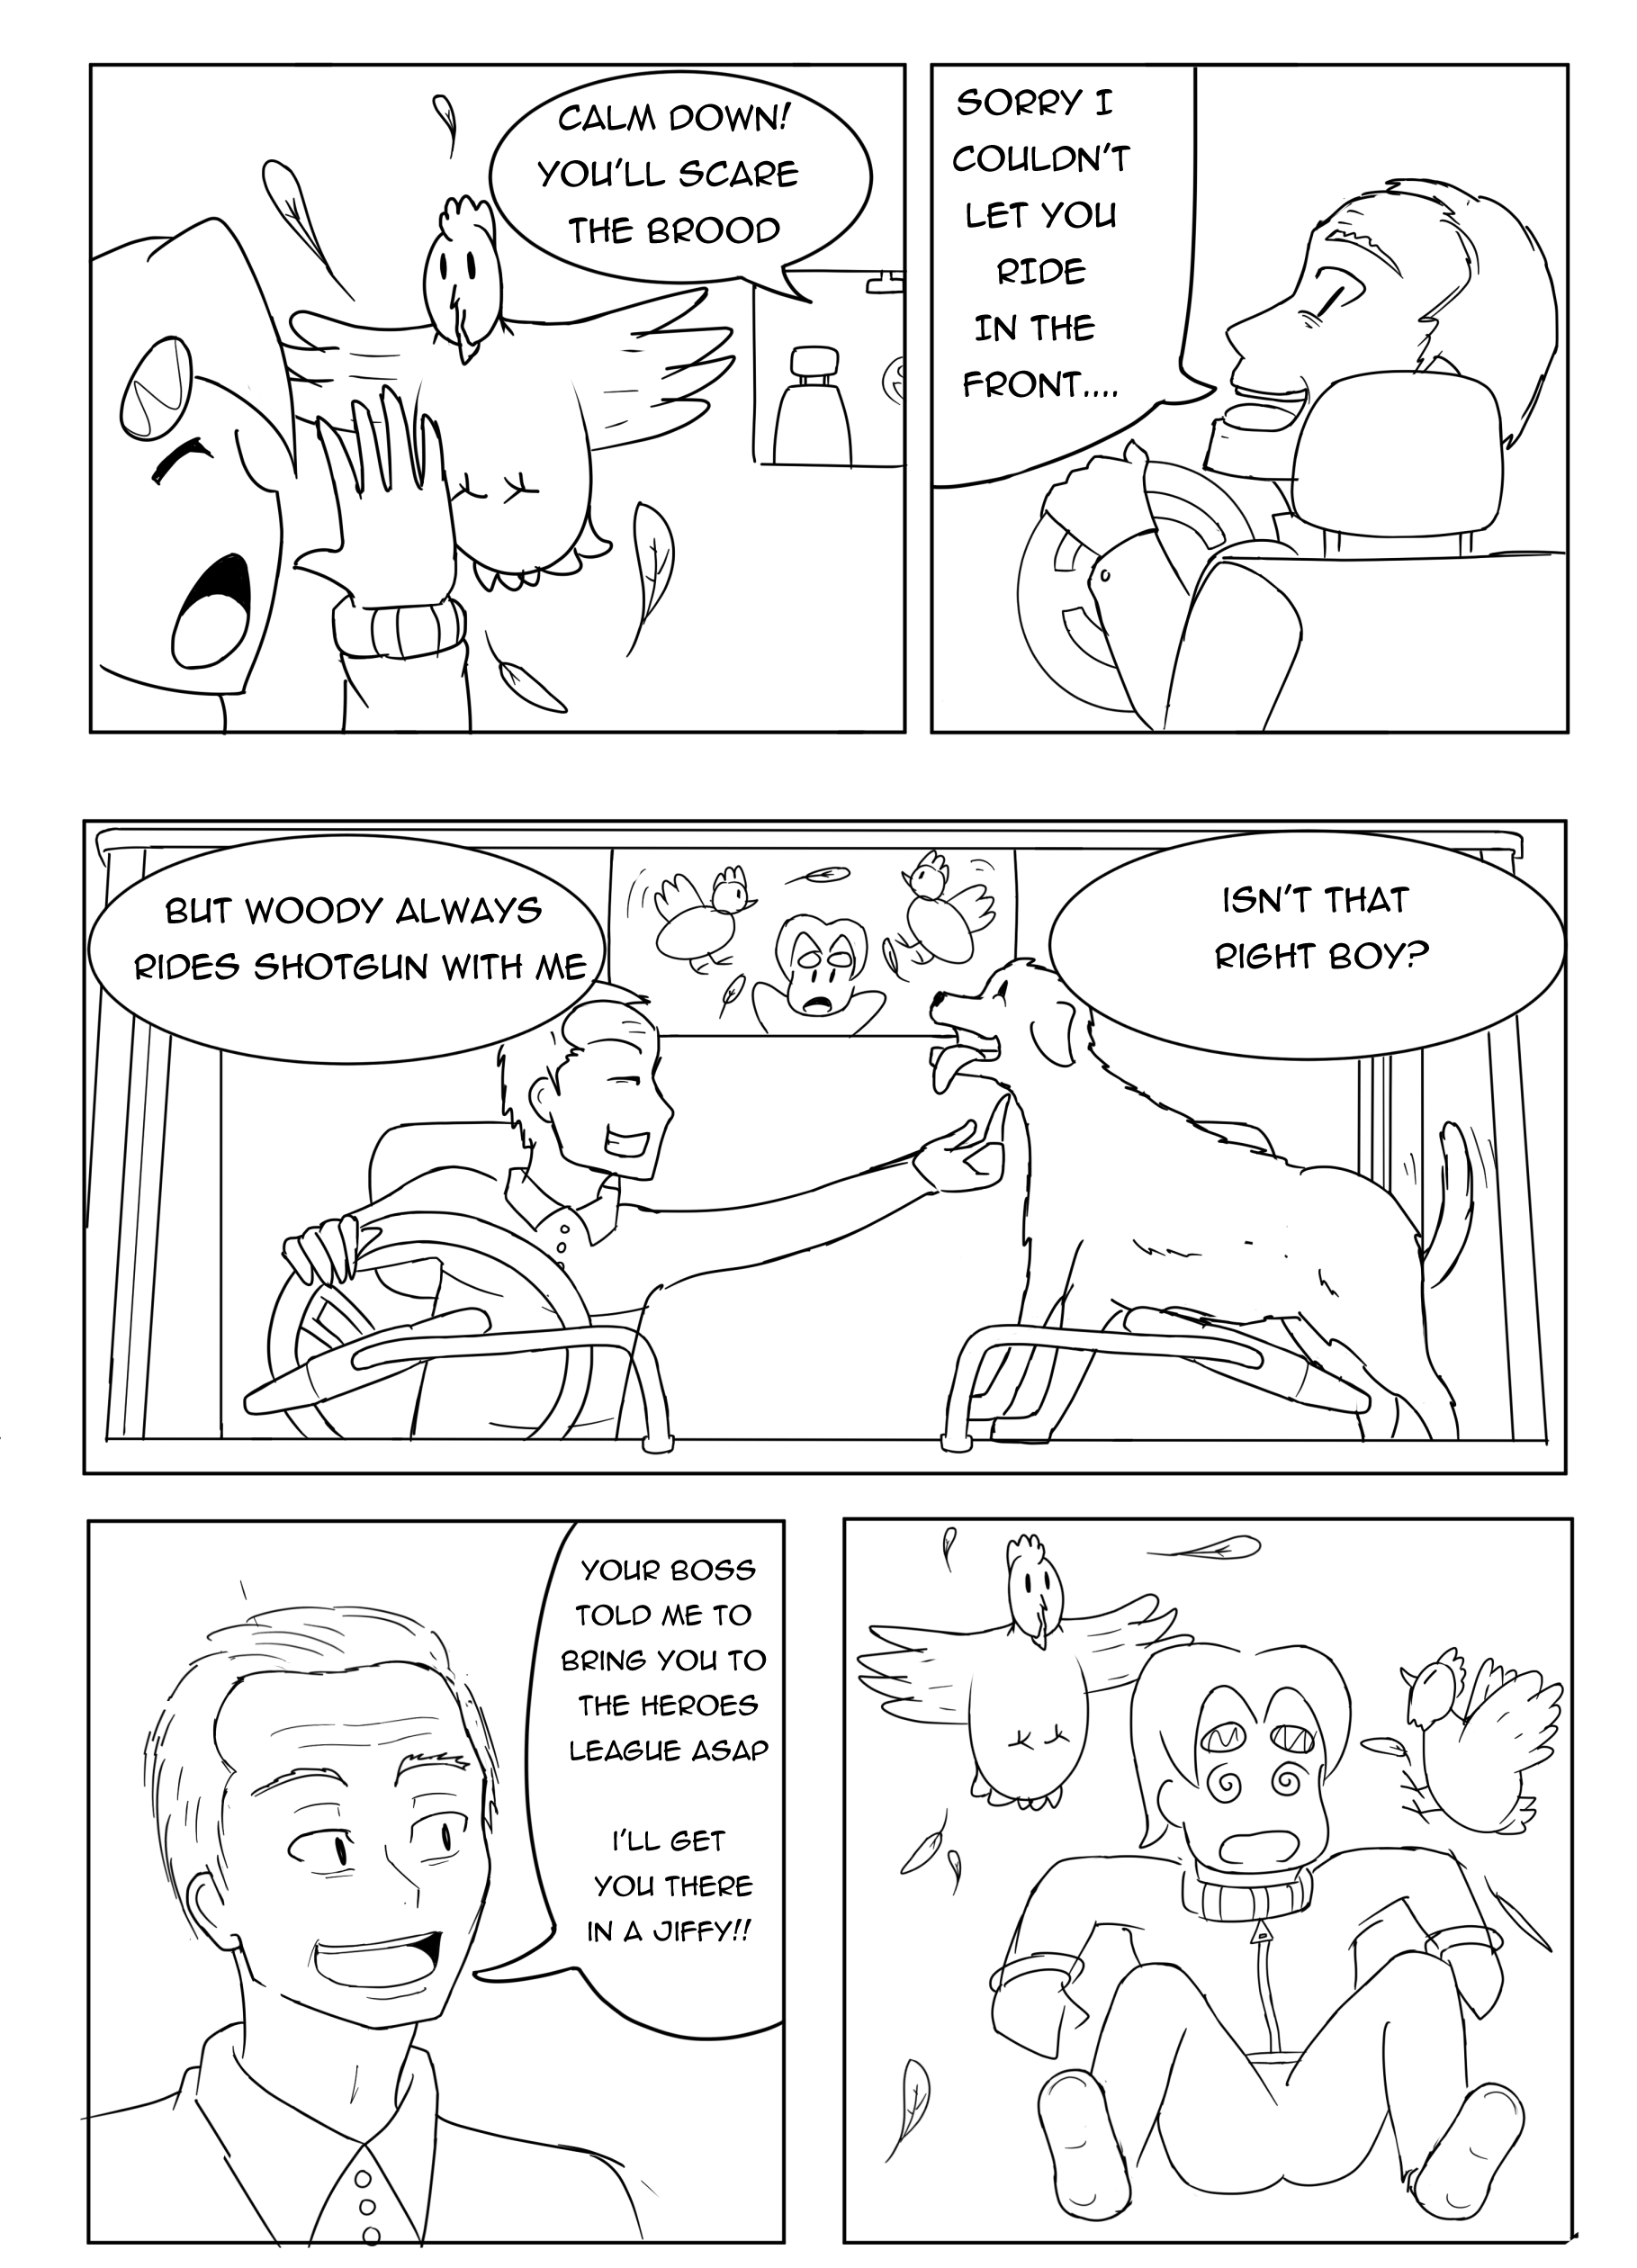 CALM DOWN!
YOU'LL SCARE
THE BROOD
SORRY I
COULDN'T
LET YOU
RIDE
IN THE
FRONT....
BUT WOODY ALWAYS
RIDES SHOTGUN WITH ME
ISN'T THAT
RIGHT BOY?
YOUR BOSS
TOLD ME TO
BRING YOU TO
THE HEROES
LEAGUE ASAP
I'LL GET
YOU THERE
IN A JIFFY!!